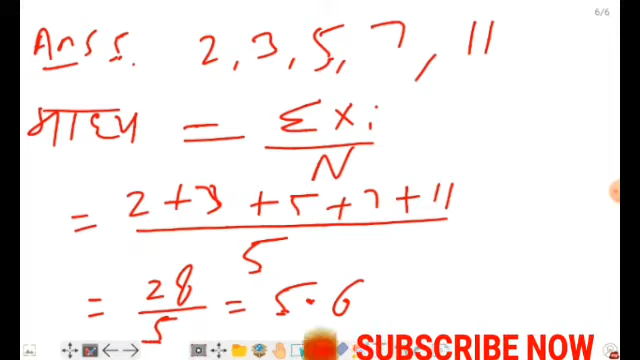 6/6
Ans 5. 2, 3, 5, 7, 11
माध्य = Σxi/N
= 2+3+5+7+11/5
= 28/5 = 5.6
SUBSCRIBE NOW